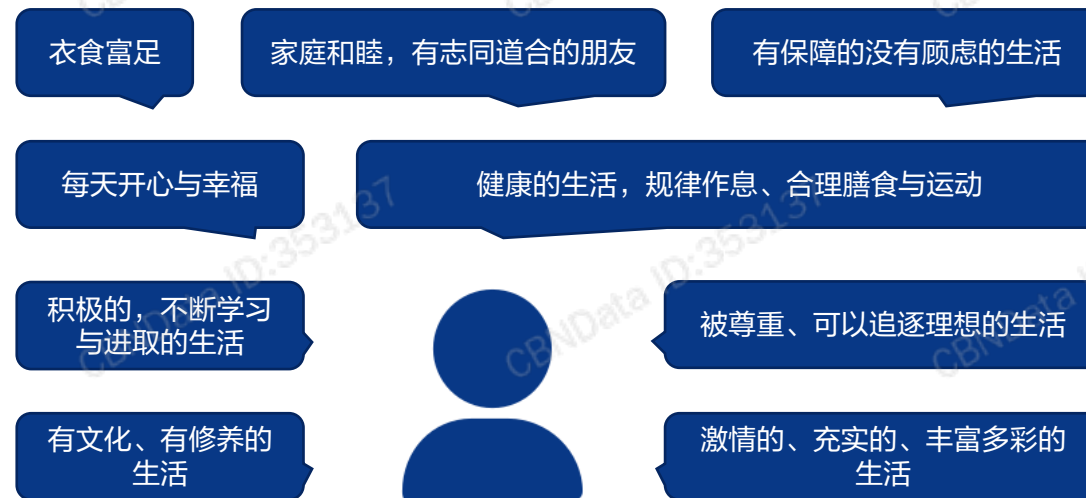 衣食富足
家庭和睦，有志同道合的朋友
有保障的没有顾虑的生活
每天开心与幸福
健康的生活，规律作息、合理膳食与运动
积极的，不断学习
与进取的生活
被尊重、可以追逐理想的生活
有文化、有修养的
生活
激情的、充实的、丰富多彩的
生活
CBNData ID:353137
CBNData ID:353137
CBNData